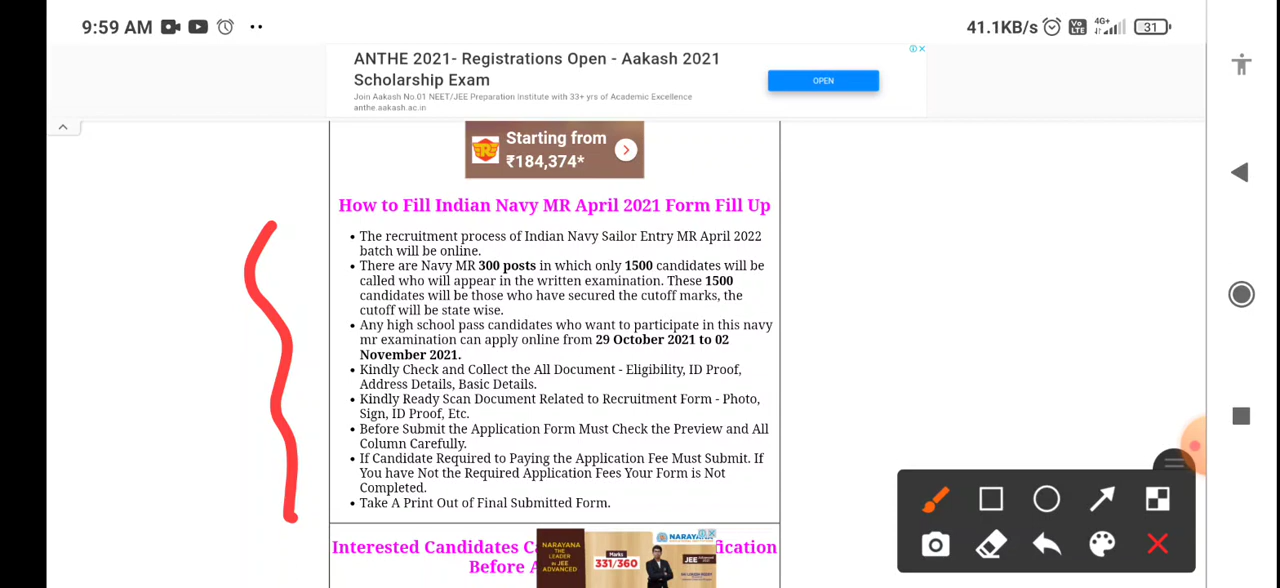 9:59 AM
41.1KB/s
Vo
LTE
4G+
31
ANTHE 2021- Registrations Open - Aakash 2021
Scholarship Exam
Join Aakash No.01 NEET/JEE Preparation Institute with 33+ yrs of Academic Excellence
anthe.aakash.ac.in
OPEN
Starting from
₹184,374*
How to Fill Indian Navy MR April 2021 Form Fill Up
• The recruitment process of Indian Navy Sailor Entry MR April 2022
batch will be online.
• There are Navy MR 300 posts in which only 1500 candidates will be
called who will appear in the written examination. These 1500
candidates will be those who have secured the cutoff marks, the
cutoff will be state wise.
• Any high school pass candidates who want to participate in this navy
mr examination can apply online from 29 October 2021 to 02
November 2021.
• Kindly Check and Collect the All Document - Eligibility, ID Proof,
Address Details, Basic Details.
• Kindly Ready Scan Document Related to Recruitment Form - Photo,
Sign, ID Proof, Etc.
• Before Submit the Application Form Must Check the Preview and All
Column Carefully.
• If Candidate Required to Paying the Application Fee Must Submit. If
You have Not the Required Application Fees Your Form is Not
Completed.
• Take A Print Out of Final Submitted Form.
Interested Candidates
Before
NARAYANA
THE
LEADER
in JEE
ADVANCED
Marks
331/360
JEE